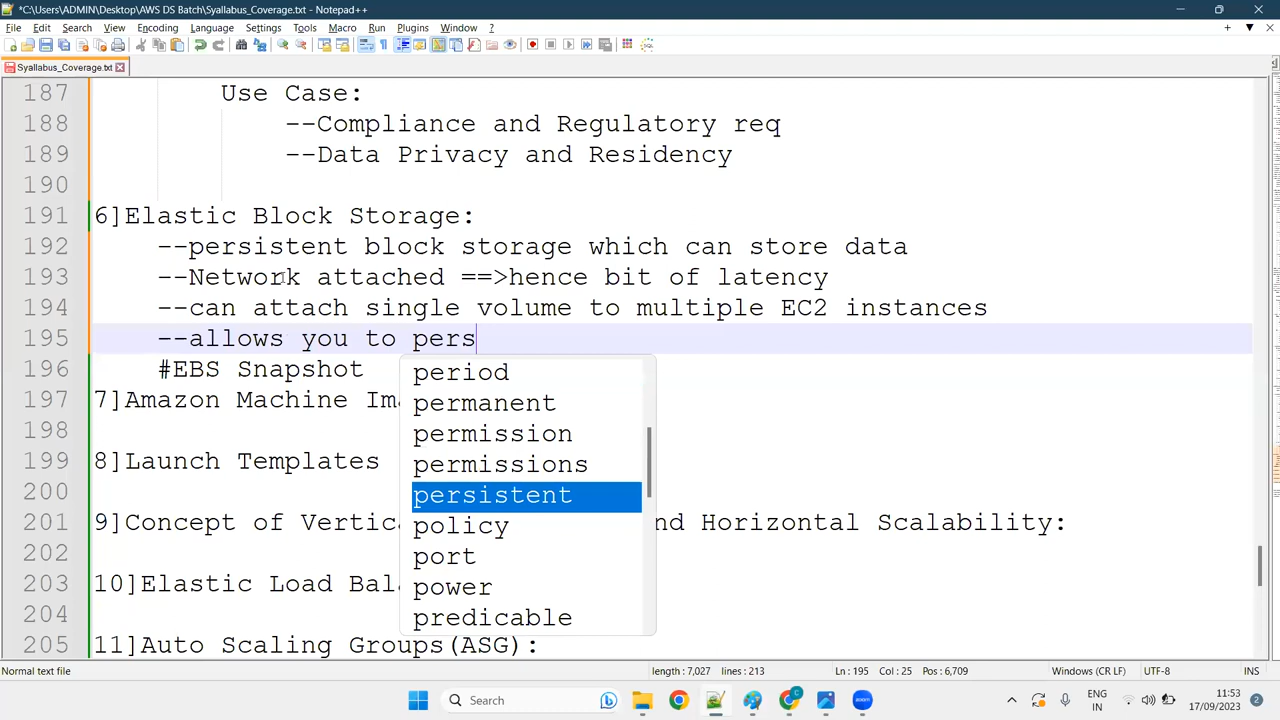 *C:\Users\ADMIN\Desktop\AWS DS Batch\Syallabus_Coverage.txt - Notepad++
File Edit Search View Encoding Language Settings Tools Macro Run Plugins Window ?
Syallabus_Coverage.txt
187 Use Case:
188 --Compliance and Regulatory req
189 --Data Privacy and Residency
190
191 6]Elastic Block Storage:
192 --persistent block storage which can store data
193 --Network attached ==>hence bit of latency
194 --can attach single volume to multiple EC2 instances
195 --allows you to pers
196 #EBS Snapshot
197 7]Amazon Machine Ima
198
199 8]Launch Templates
200
201 9]Concept of Vertica nd Horizontal Scalability:
202
203 10]Elastic Load Bal
204
205 11]Auto Scaling Groups(ASG):
period
permanent
permission
permissions
persistent
policy
port
power
predicable
Normal text file length : 7,027 lines : 213 Ln : 195 Col : 25 Pos : 6,709 Windows (CR LF) UTF-8 INS
Search
ENG
IN
11:53
17/09/2023
2